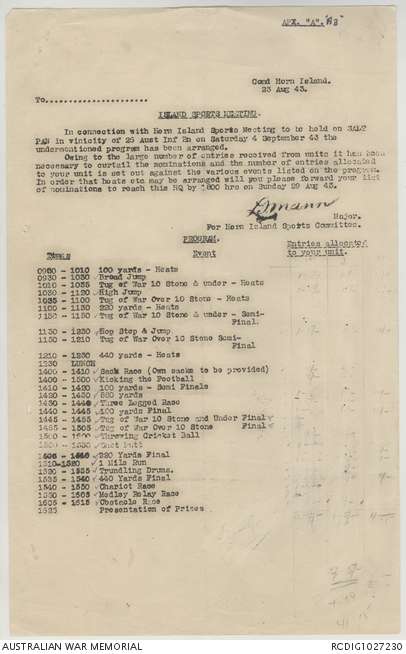 APX. "A".
Comd Horn Island.
23 Aug 43.
To......................
ISLAND SPORTS MEETING.
In connection with Horn Island Sports Meeting to be held on SALT
PAN in vinicity of 26 Aust Inf Bn on Saturday 4 September 43 the
undermentioned program has been arranged.
Owing to the large number of entries received from units it has been
necessary to curtail the nominations and the number of entries allocated
to your unit is set out against the various events listed on the program.
In order that heats etc may be arranged will you please forward your list
of nominations to reach this HQ by 1800 hrs on Sunday 29 Aug 43.
Major.
For Horn Island Sports Committee.
PROGRAM.
Times Event Entries allocated
to your unit.
0930 - 1010 100 yards - Heats
0930 - 1030 Broad Jump
1010 - 1035 Tug of War 10 Stone & under - Heats
1030 - 1120 High Jump
1035 - 1100 Tug of War Over 10 Stone - Heats
1100 - 1130 220 yards - Heats
1130 - 1150 Tug of War 10 Stone & under - Semi-
Final.
1130 - 1230 Hop Step & Jump
1150 - 1210 Tug of War Over 10 Stone Semi-
Final
1210 - 1230 440 yards - Heats
1230 LUNCH
1400 - 1410 Sack Race (Own sacks to be provided)
1400 - 1500 Kicking the Football
1410 - 1420 100 yards - Semi Finals
1420 - 1430 880 yards
1430 - 1440 Three Legged Race
1440 - 1445 100 yards Final
1445 - 1455 Tug of War 10 Stone and Under Final
1455 - 1505 Tug of War Over 10 Stone Final
1500 - 1600 Throwing Cricket Ball
220 Yards Final
1510-1520 1 Mile Run
1520 - 1535 Trundling Drums.
1535 - 1540 440 Yards Final
1540 - 1550 Chariot Race
1550 - 1605 Medley Relay Race
1605 - 1615 Obstacle Race
1625 Presentation of Prizes
AUSTRALIAN WAR MEMORIAL
RCDIG1027230